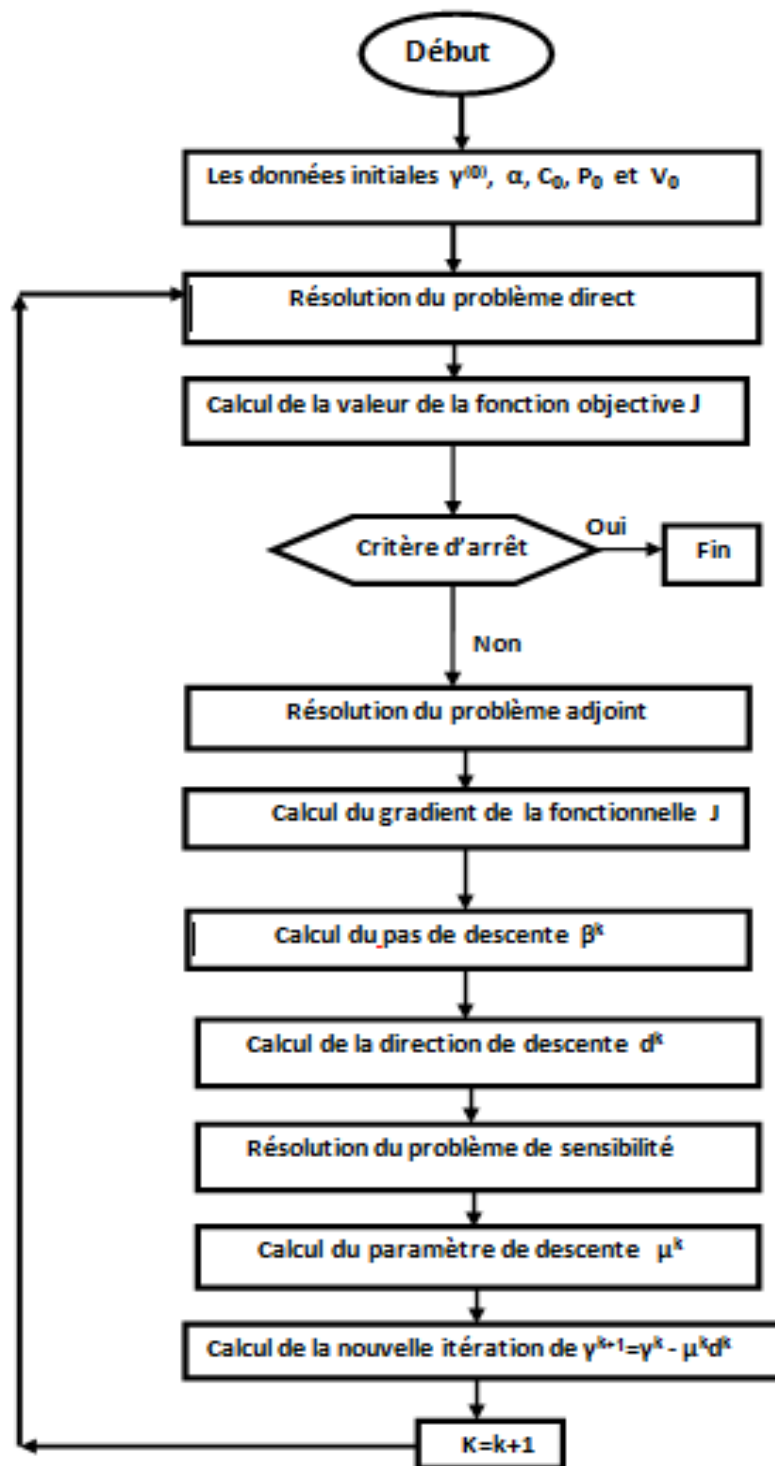 Début
Les données initiales γ⁽⁰⁾, α, C₀, P₀ et V₀
Résolution du problème direct
Calcul de la valeur de la fonction objective J
Critère d'arrêt
Oui
Fin
Non
Résolution du problème adjoint
Calcul du gradient de la fonctionnelle J
Calcul du pas de descente βᵏ
Calcul de la direction de descente dᵏ
Résolution du problème de sensibilité
Calcul du paramètre de descente μᵏ
Calcul de la nouvelle itération de γᵏ⁺¹=γᵏ - μᵏdᵏ
K=k+1